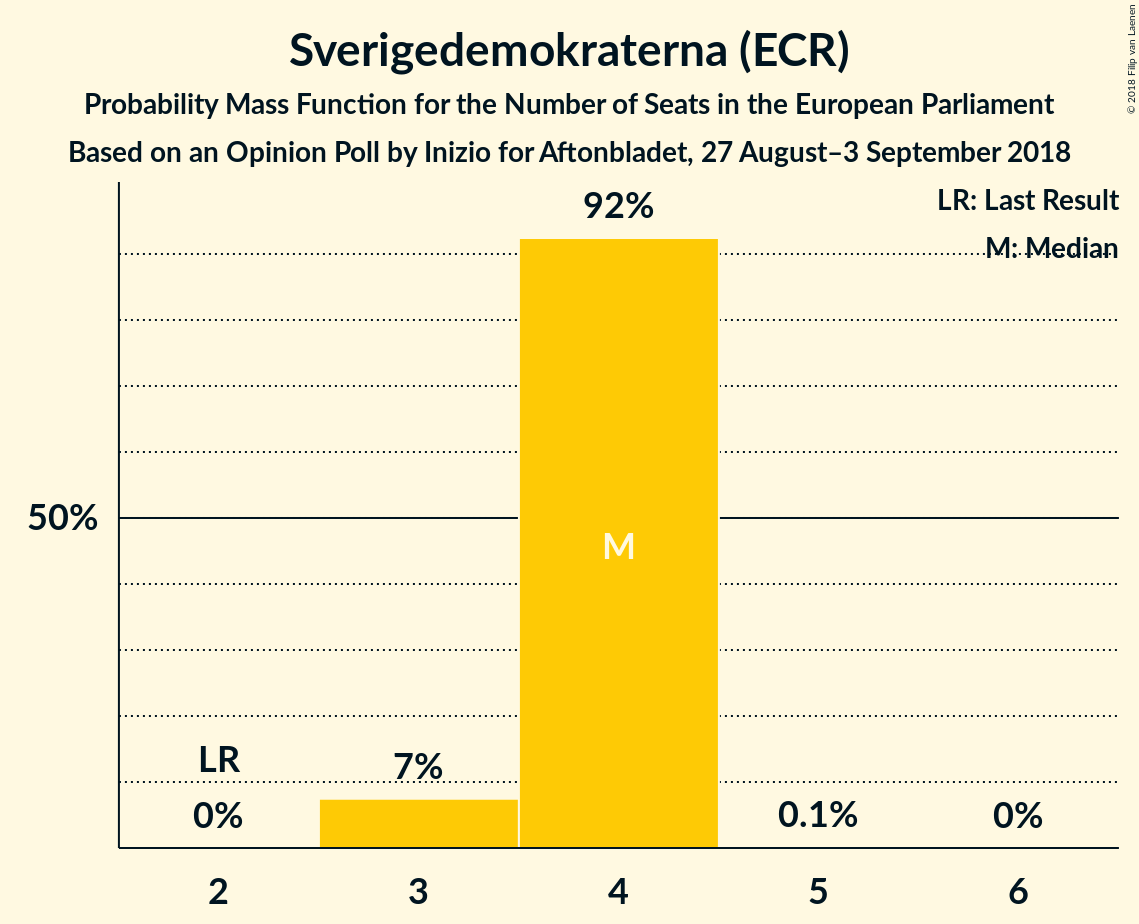 Sverigedemokraterna (ECR)
Probability Mass Function for the Number of Seats in the European Parliament
Based on an Opinion Poll by Inizio for Aftonbladet, 27 August–3 September 2018
© 2018 Filip van Laenen
LR: Last Result
M: Median
92%
50%
M
LR
0%
7%
0.1%
0%
2
3
4
5
6